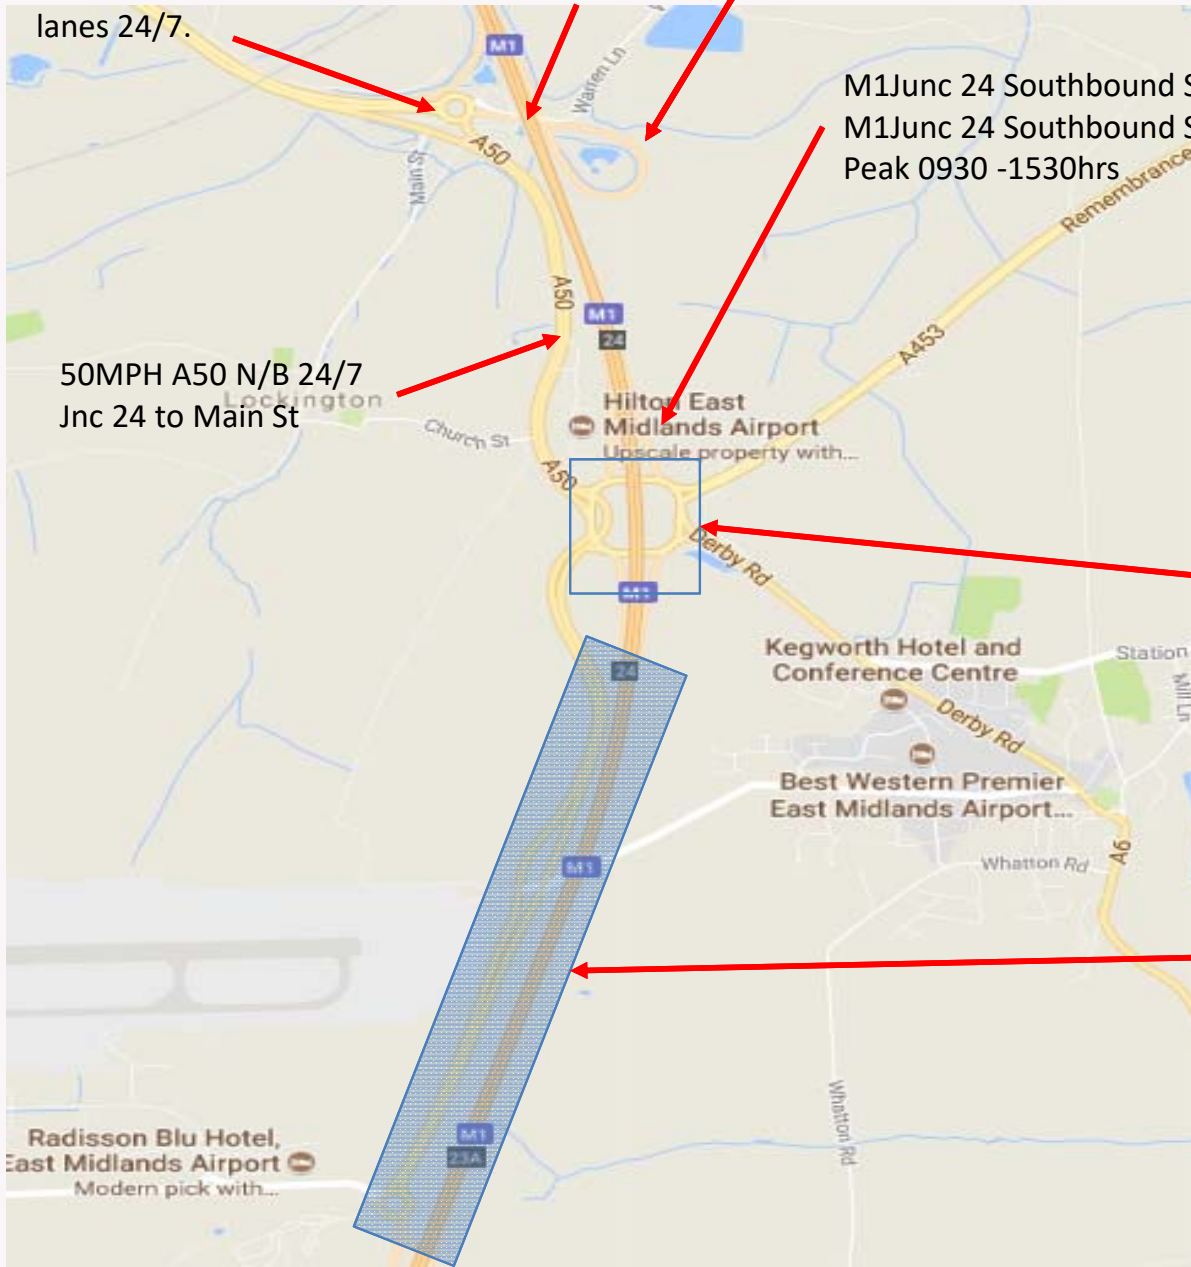 lanes 24/7.
M1
Warren Ln
M1Junc 24 Southbound S
M1Junc 24 Southbound S
Peak 0930 -1530hrs
A50
Main St
Remembrance
A50
M1
24
A453
50MPH A50 N/B 24/7
Jnc 24 to Main St
Lockington
Church St
Hilton East
Midlands Airport
Upscale property with...
A50
Derby Rd
M1
Kegworth Hotel and
Conference Centre
Station
24
Mill Ln
Derby Rd
Best Western Premier
East Midlands Airport...
M1
Whatton Rd
A6
Whatton Rd
M1
23A
Radisson Blu Hotel,
East Midlands Airport
Modern pick with...